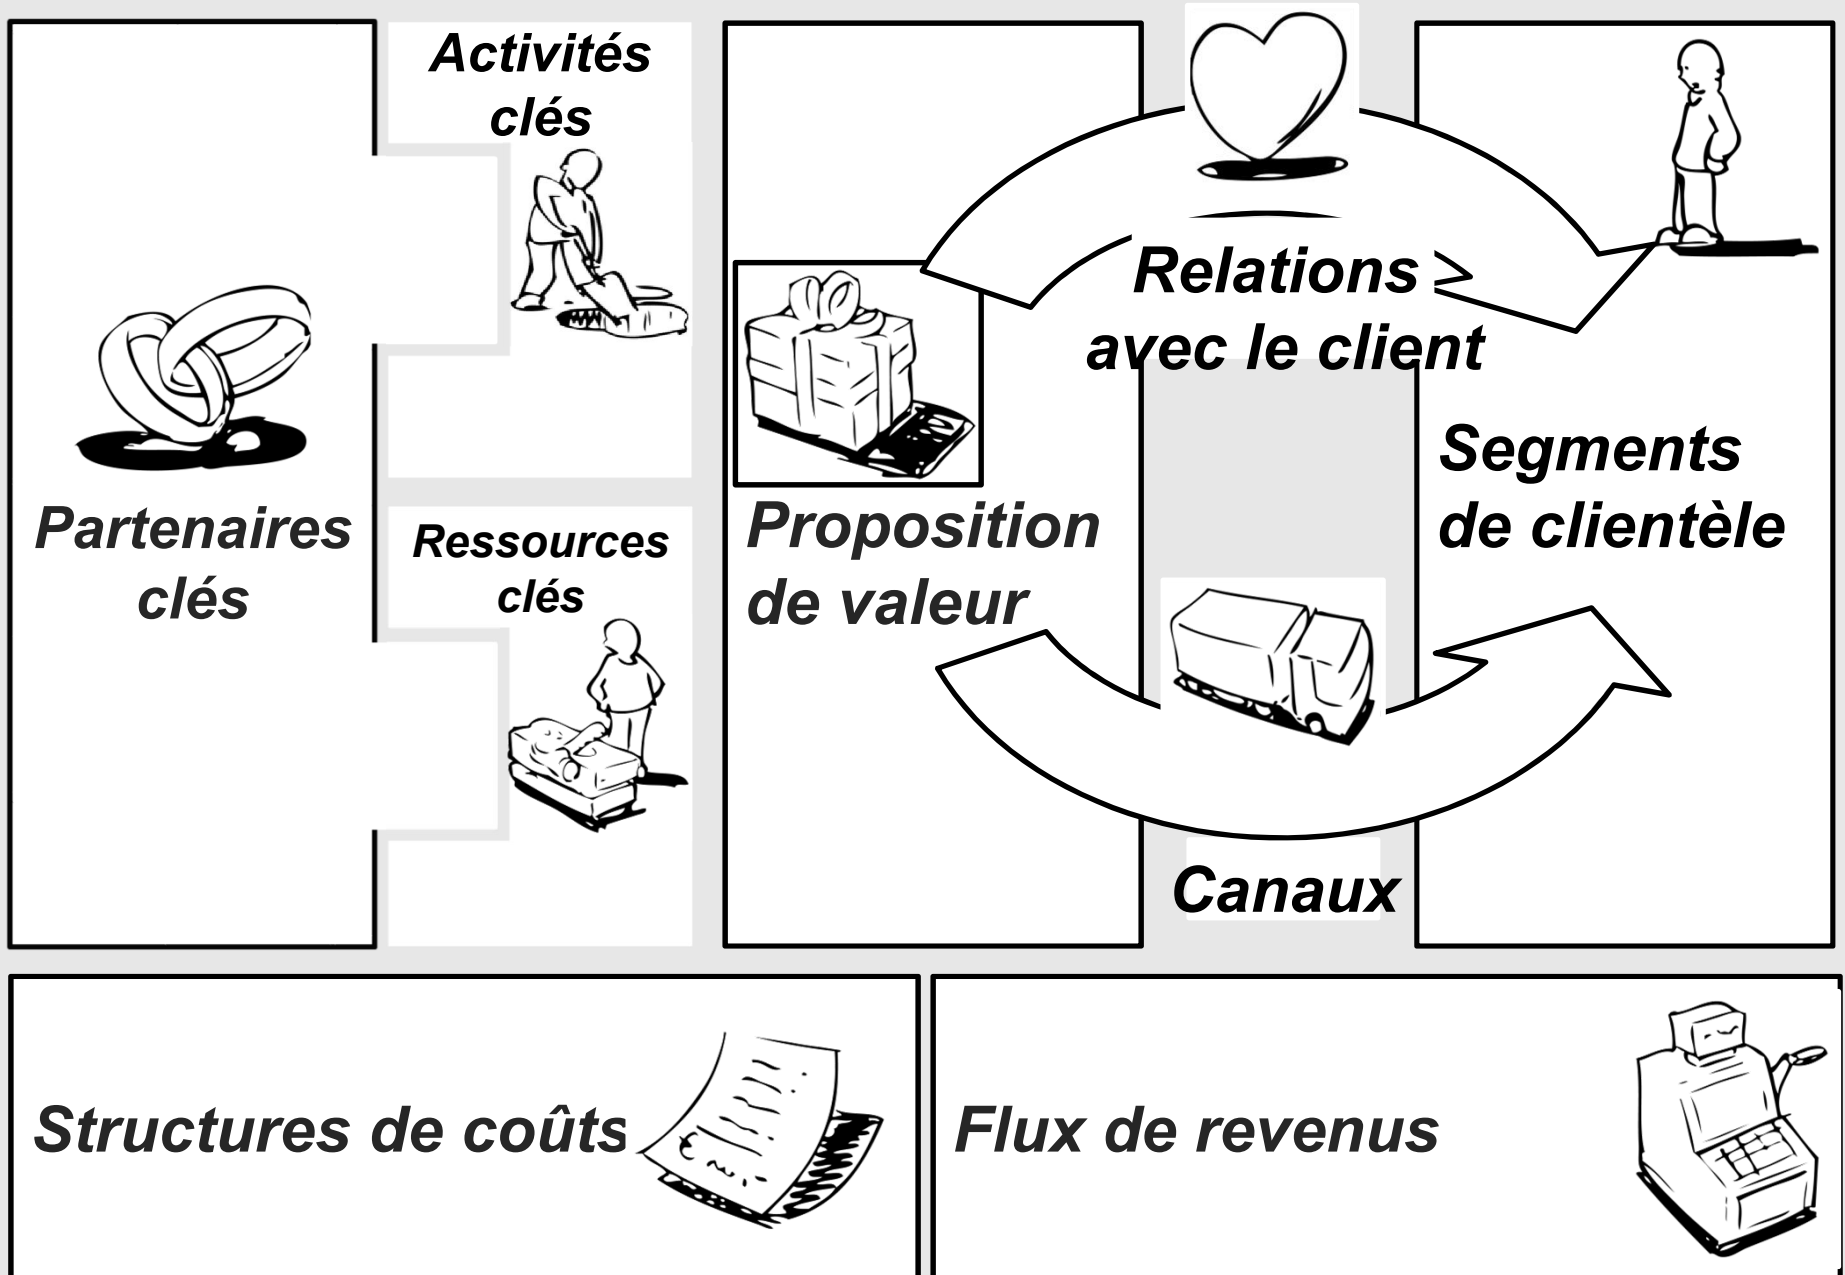 Activités
clés
Relations
avec le client
Segments
de clientèle
Partenaires
clés
Ressources
clés
Proposition
de valeur
Canaux
Structures de coûts
Flux de revenus